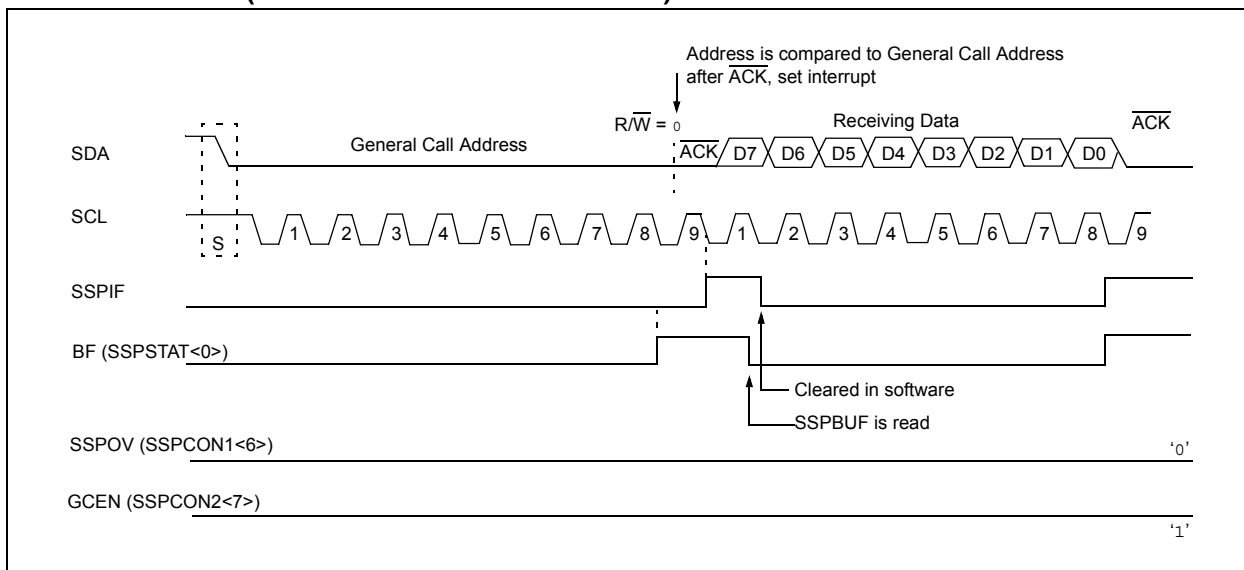 Address is compared to General Call Address
after ACK, set interrupt
R/W = 0
Receiving Data
ACK
SDA
General Call Address
ACK
D7 D6 D5 D4 D3 D2 D1 D0
SCL
S
1 2 3 4 5 6 7 8 9 1 2 3 4 5 6 7 8 9
SSPIF
BF (SSPSTAT<0>)
Cleared in software
SSPBUF is read
SSPOV (SSPCON1<6>)
‘0’
GCEN (SSPCON2<7>)
‘1’